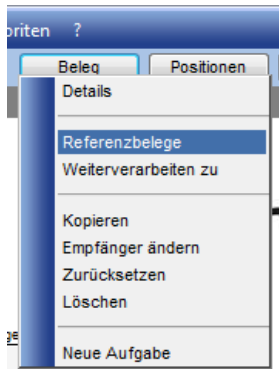 oriten ?
Beleg Positionen
Details
Referenzbelege
Weiterverarbeiten zu
Kopieren
Empfänger ändern
Zurücksetzen
Löschen
Neue Aufgabe